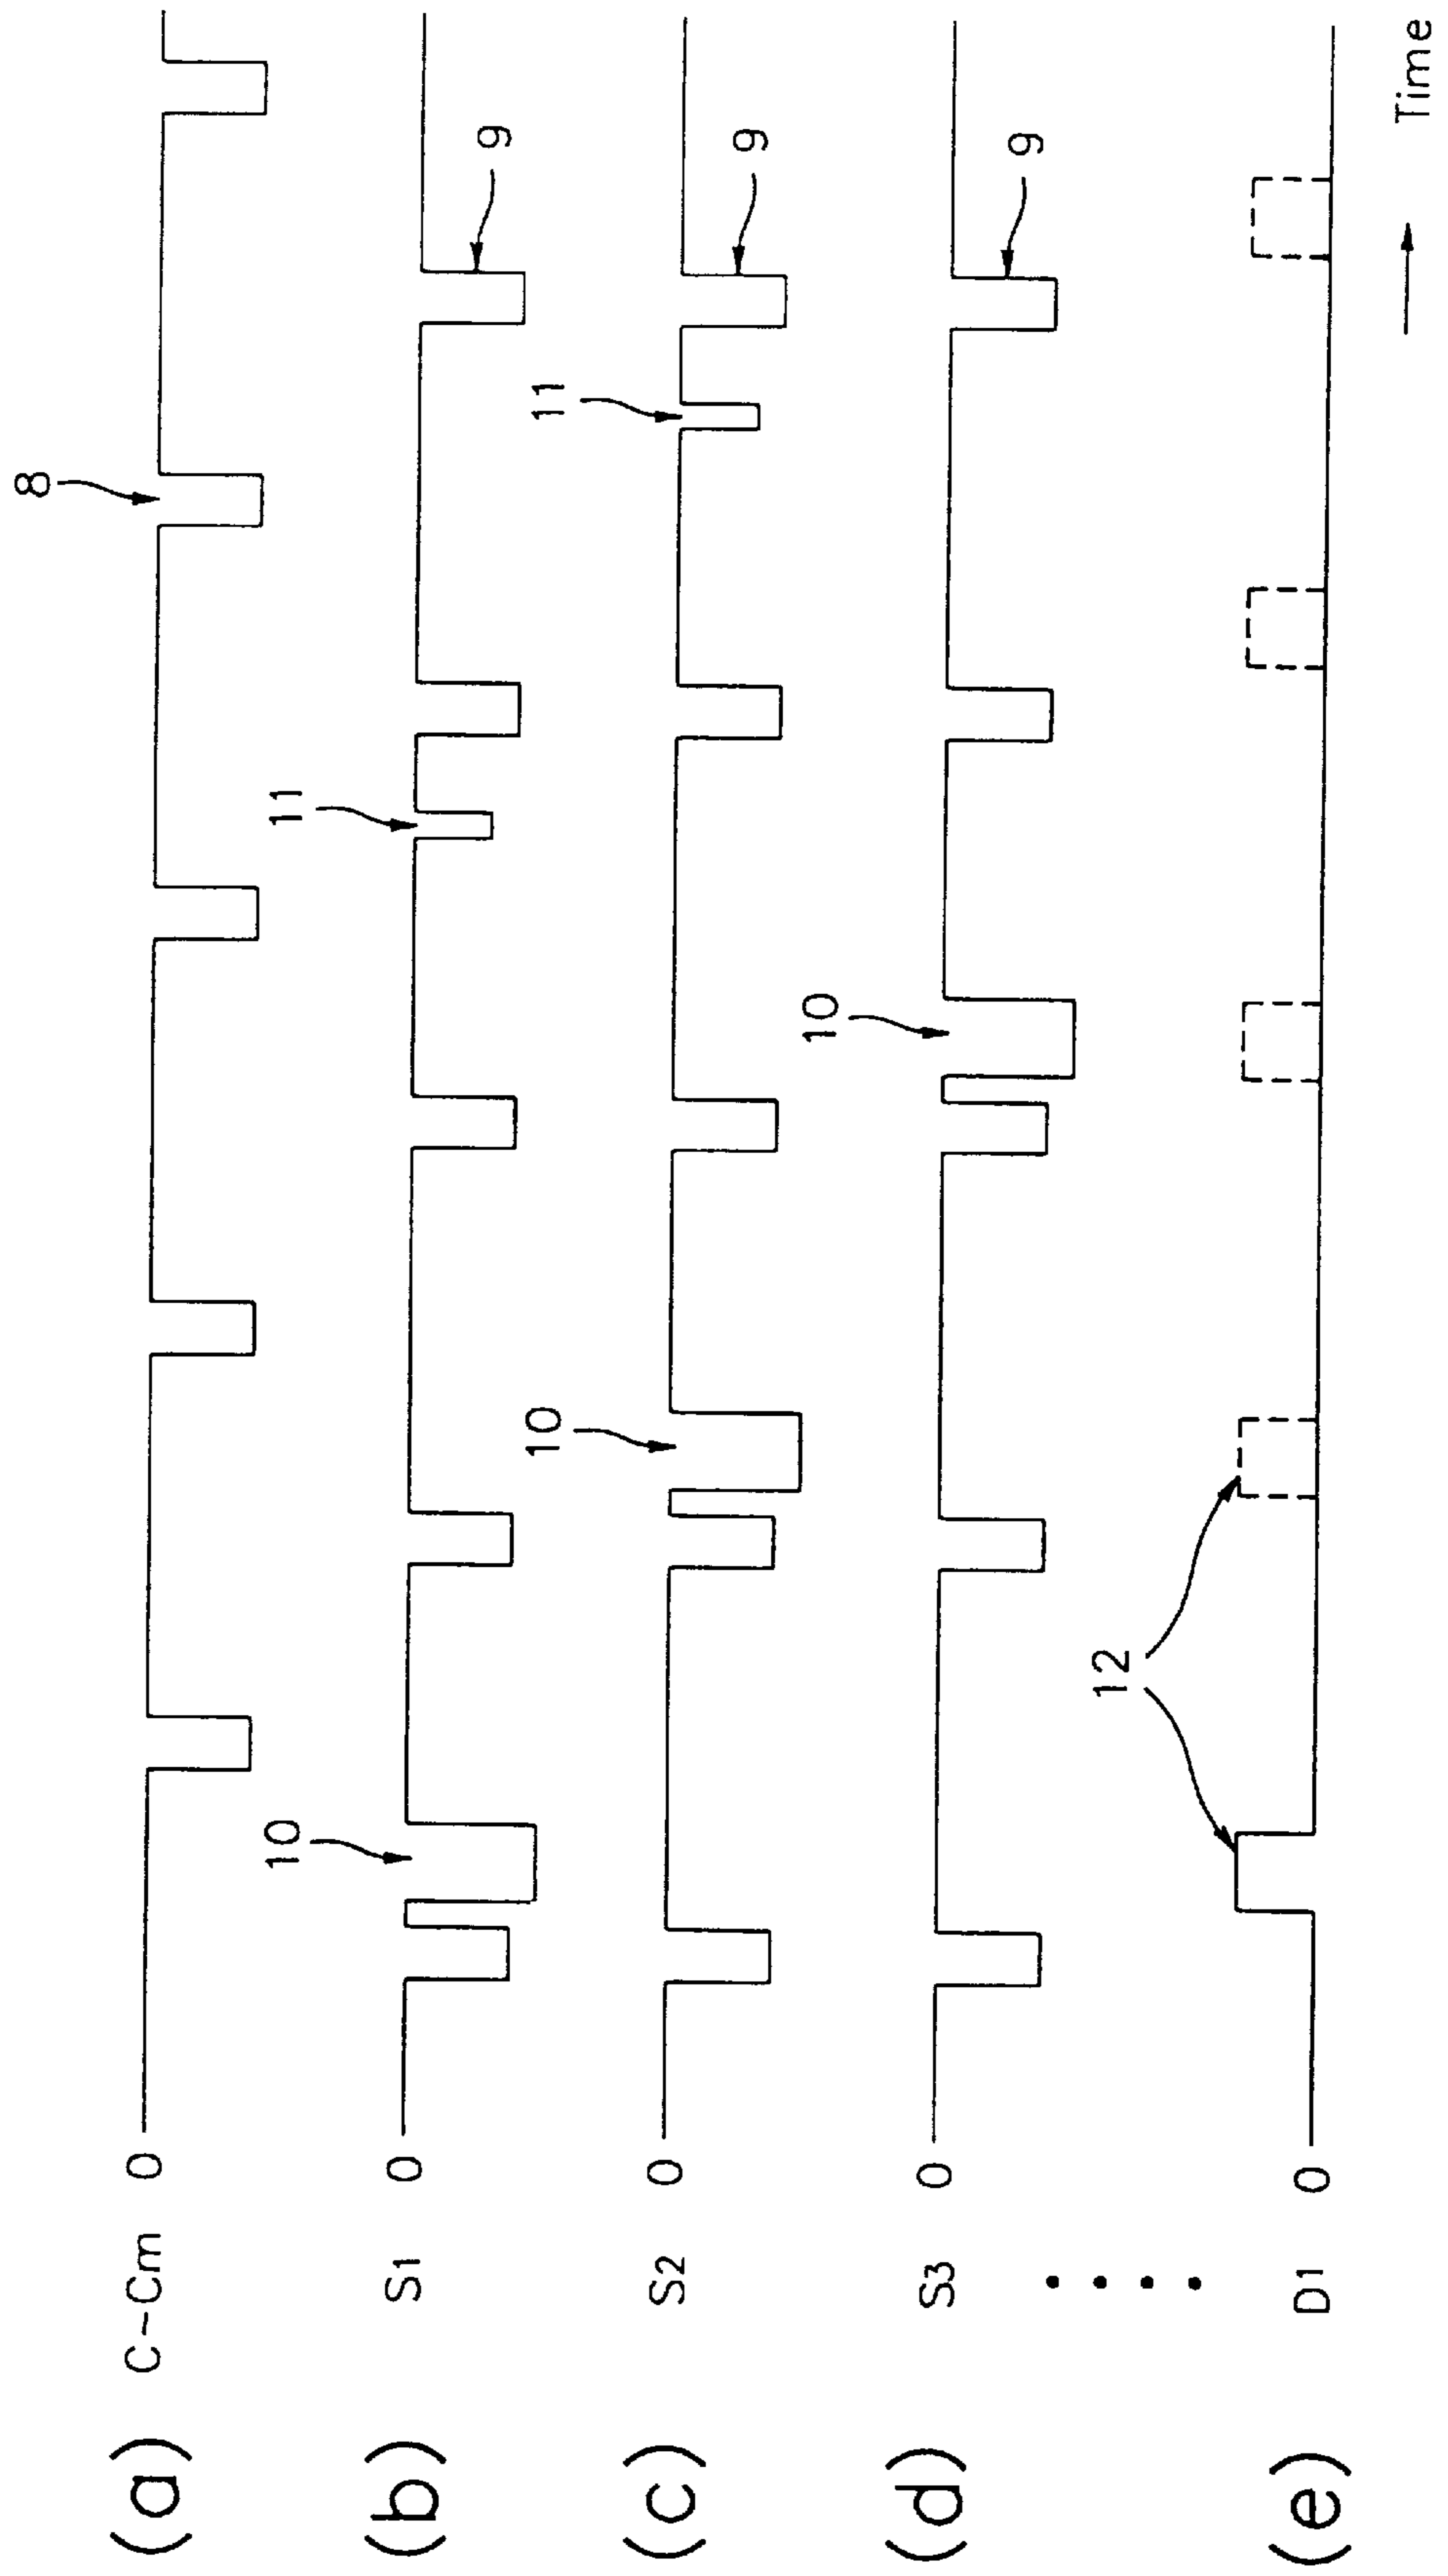 (a) C~Cm 0 8
(b) S1 0 10 11 9
(c) S2 0 10 11 9
(d) S3 0 10 9
(e) D1 0 12
Time